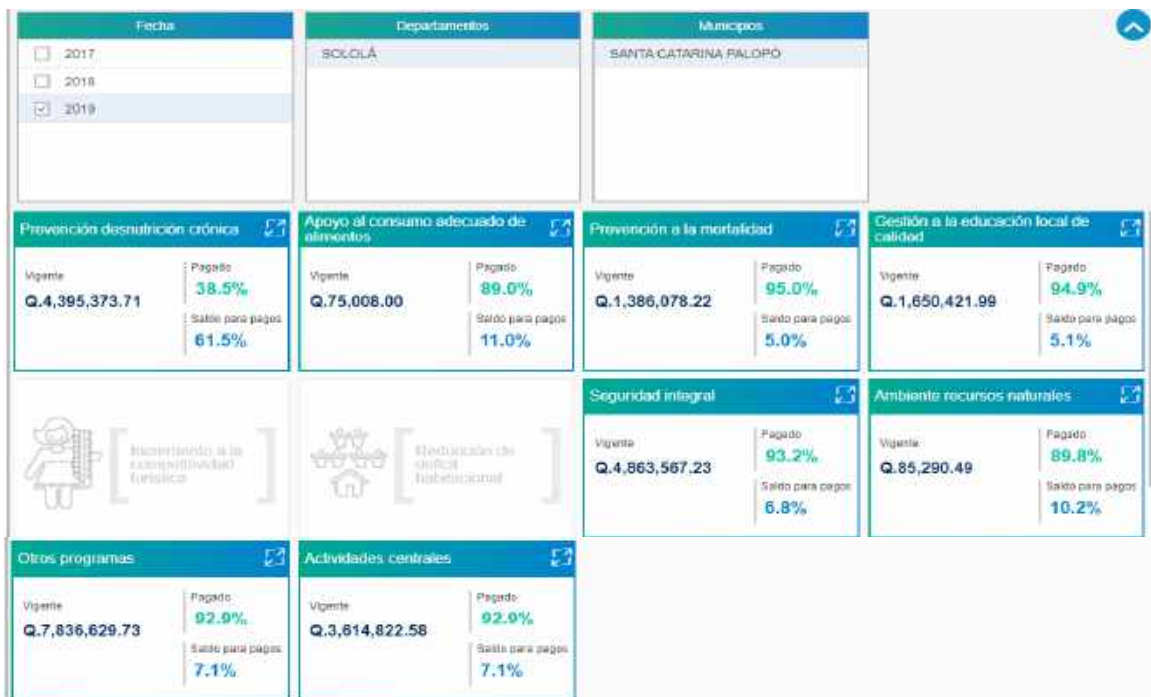 Fecha
2017
2018
2019
Departamentos
SOLOLÁ
Municipios
SANTA CATARINA PALOPÓ
Prevención desnutrición crónica
Vigente
Q.4,395,373.71
Pagado
38.5%
Saldo para pagos
61.5%
Apoyo al consumo adecuado de
alimentos
Vigente
Q.75,008.00
Pagado
89.0%
Saldo para pagos
11.0%
Prevención a la mortalidad
Vigente
Q.1,386,078.22
Pagado
95.0%
Saldo para pagos
5.0%
Gestión a la educación local de
calidad
Vigente
Q.1,650,421.99
Pagado
94.9%
Saldo para pagos
5.1%
Incremento a la
competitividad
turística
Reducción de
déficit
habitacional
Seguridad integral
Vigente
Q.4,863,567.23
Pagado
93.2%
Saldo para pagos
6.8%
Ambiente recursos naturales
Vigente
Q.85,290.49
Pagado
89.8%
Saldo para pagos
10.2%
Otros programas
Vigente
Q.7,836,629.73
Pagado
92.9%
Saldo para pagos
7.1%
Actividades centrales
Vigente
Q.3,614,822.58
Pagado
92.9%
Saldo para pagos
7.1%